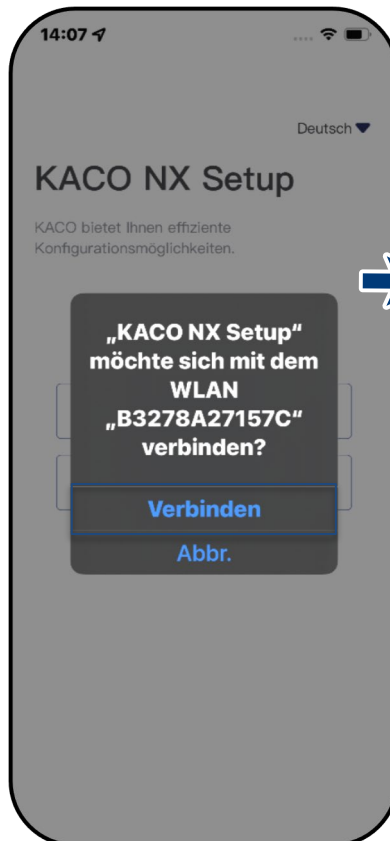 14:07
Deutsch
KACO NX Setup
KACO bietet Ihnen effiziente
Konfigurationsmöglichkeiten.
„KACO NX Setup“
möchte sich mit dem
WLAN
„B3278A27157C“
verbinden?
Verbinden
Abbr.